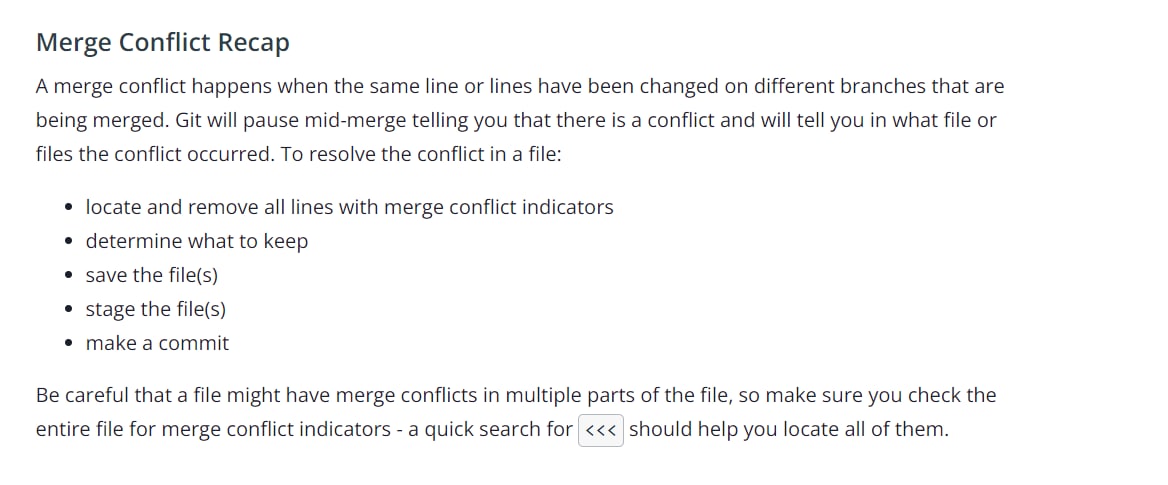 Merge Conflict Recap
A merge conflict happens when the same line or lines have been changed on different branches that are
being merged. Git will pause mid-merge telling you that there is a conflict and will tell you in what file or
files the conflict occurred. To resolve the conflict in a file:
• locate and remove all lines with merge conflict indicators
• determine what to keep
• save the file(s)
• stage the file(s)
• make a commit
Be careful that a file might have merge conflicts in multiple parts of the file, so make sure you check the
entire file for merge conflict indicators - a quick search for <<< should help you locate all of them.